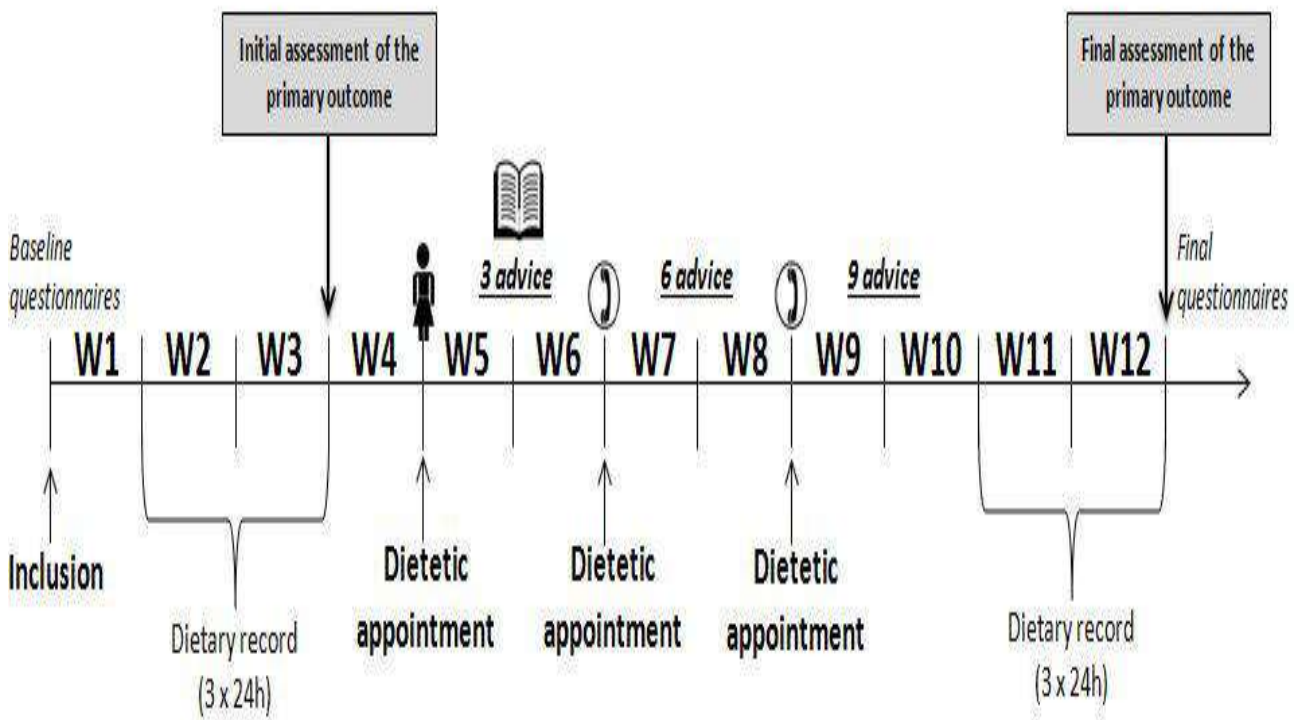 Initial assessment of the
primary outcome
Final assessment of the
primary outcome
Baseline
questionnaires
3 advice
6 advice
9 advice
Final
questionnaires
W1
W2
W3
W4
W5
W6
W7
W8
W9
W10
W11
W12
Inclusion
Dietary record
(3 x 24h)
Dietetic
appointment
Dietetic
appointment
Dietetic
appointment
Dietary record
(3 x 24h)